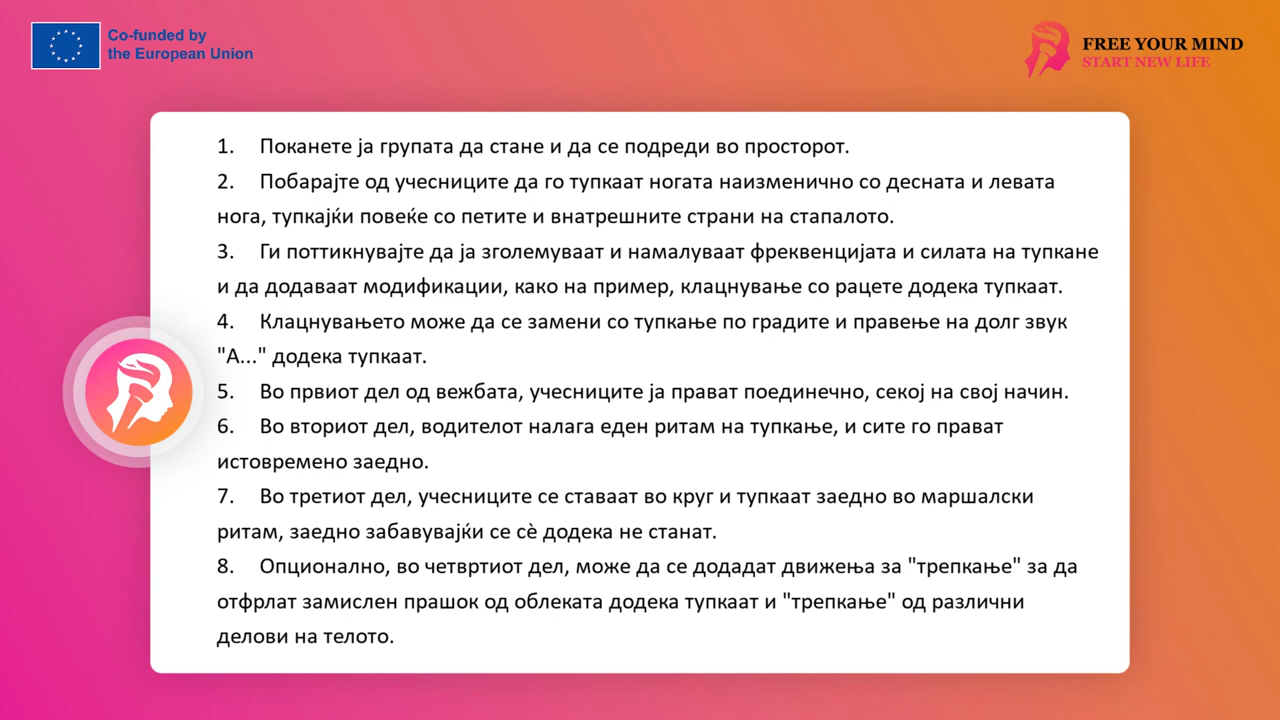 Co-funded by
the European Union
FREE YOUR MIND
START NEW LIFE
1. Поканете ја групата да стане и да се подреди во просторот.
2. Побарајте од учесниците да го тупкаат ногата наизменично со десната и левата
нога, тупкајќи повеќе со петите и внатрешните страни на стапалото.
3. Ги поттикнувајте да ја зголемуваат и намалуваат фреквенцијата и силата на тупкане
и да додаваат модификации, како на пример, клацнување со рацете додека тупкаат.
4. Клацнувањето може да се замени со тупкање по градите и правење на долг звук
"А..." додека тупкаат.
5. Во првиот дел од вежбата, учесниците ја прават поединечно, секој на свој начин.
6. Во вториот дел, водителот налага еден ритам на тупкање, и сите го прават
истовремено заедно.
7. Во третиот дел, учесниците се ставаат во круг и тупкаат заедно во маршалски
ритам, заедно забавувајќи се сѐ додека не станат.
8. Опционално, во четвртиот дел, може да се додадат движења за "трепкање" за да
отфрлат замислен прашок од облеката додека тупкаат и "трепкање" од различни
делови на телото.